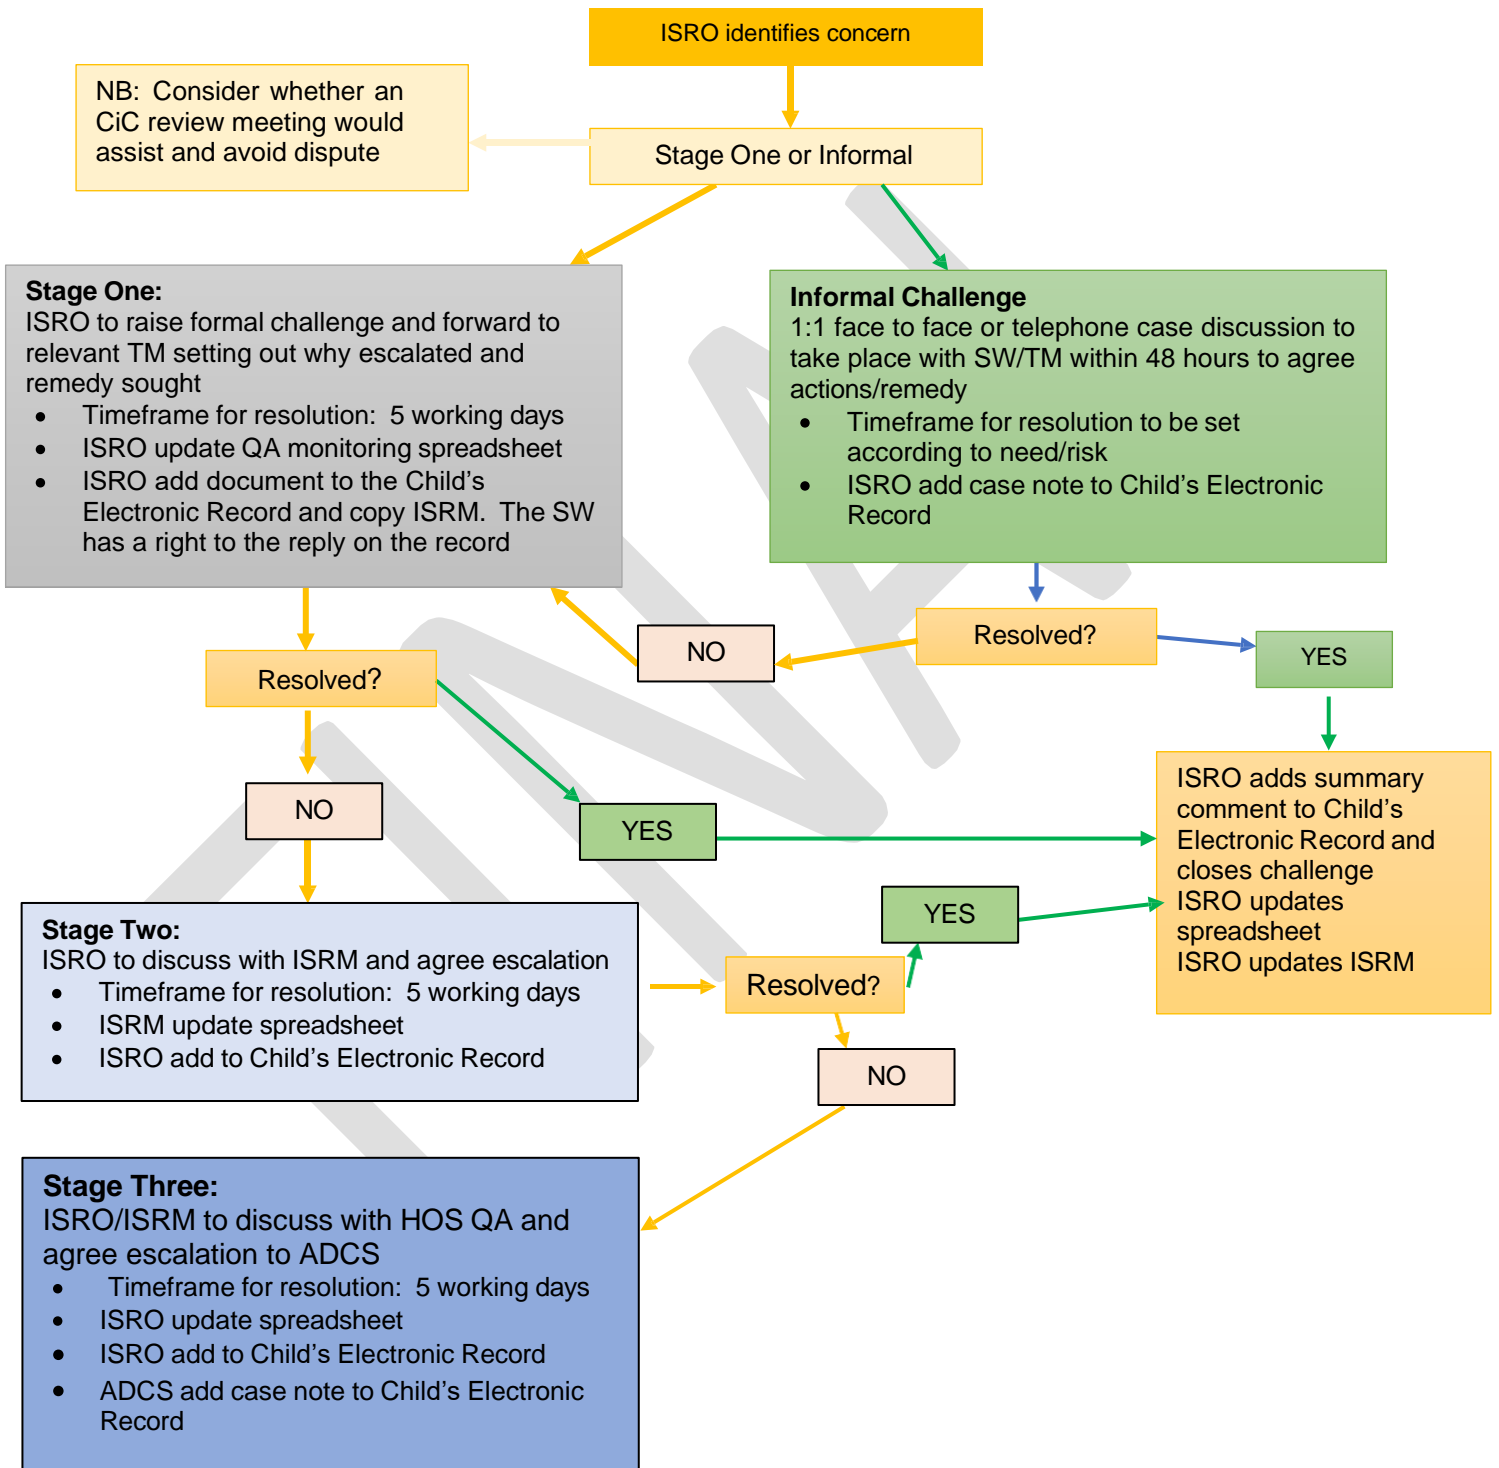 ISRO identifies concern
NB: Consider whether an
CiC review meeting would
assist and avoid dispute
Stage One or Informal
Stage One:
ISRO to raise formal challenge and forward to
relevant TM setting out why escalated and
remedy sought
• Timeframe for resolution: 5 working days
• ISRO update QA monitoring spreadsheet
• ISRO add document to the Child’s
Electronic Record and copy ISRM. The SW
has a right to the reply on the record
Informal Challenge
1:1 face to face or telephone case discussion to
take place with SW/TM within 48 hours to agree
actions/remedy
• Timeframe for resolution to be set
according to need/risk
• ISRO add case note to Child’s Electronic
Record
Resolved?
NO
YES
Resolved?
NO
YES
ISRO adds summary
comment to Child’s
Electronic Record and
closes challenge
ISRO updates
spreadsheet
ISRO updates ISRM
Stage Two:
ISRO to discuss with ISRM and agree escalation
• Timeframe for resolution: 5 working days
• ISRM update spreadsheet
• ISRO add to Child’s Electronic Record
Resolved?
YES
NO
Stage Three:
ISRO/ISRM to discuss with HOS QA and
agree escalation to ADCS
• Timeframe for resolution: 5 working days
• ISRO update spreadsheet
• ISRO add to Child’s Electronic Record
• ADCS add case note to Child’s Electronic
Record